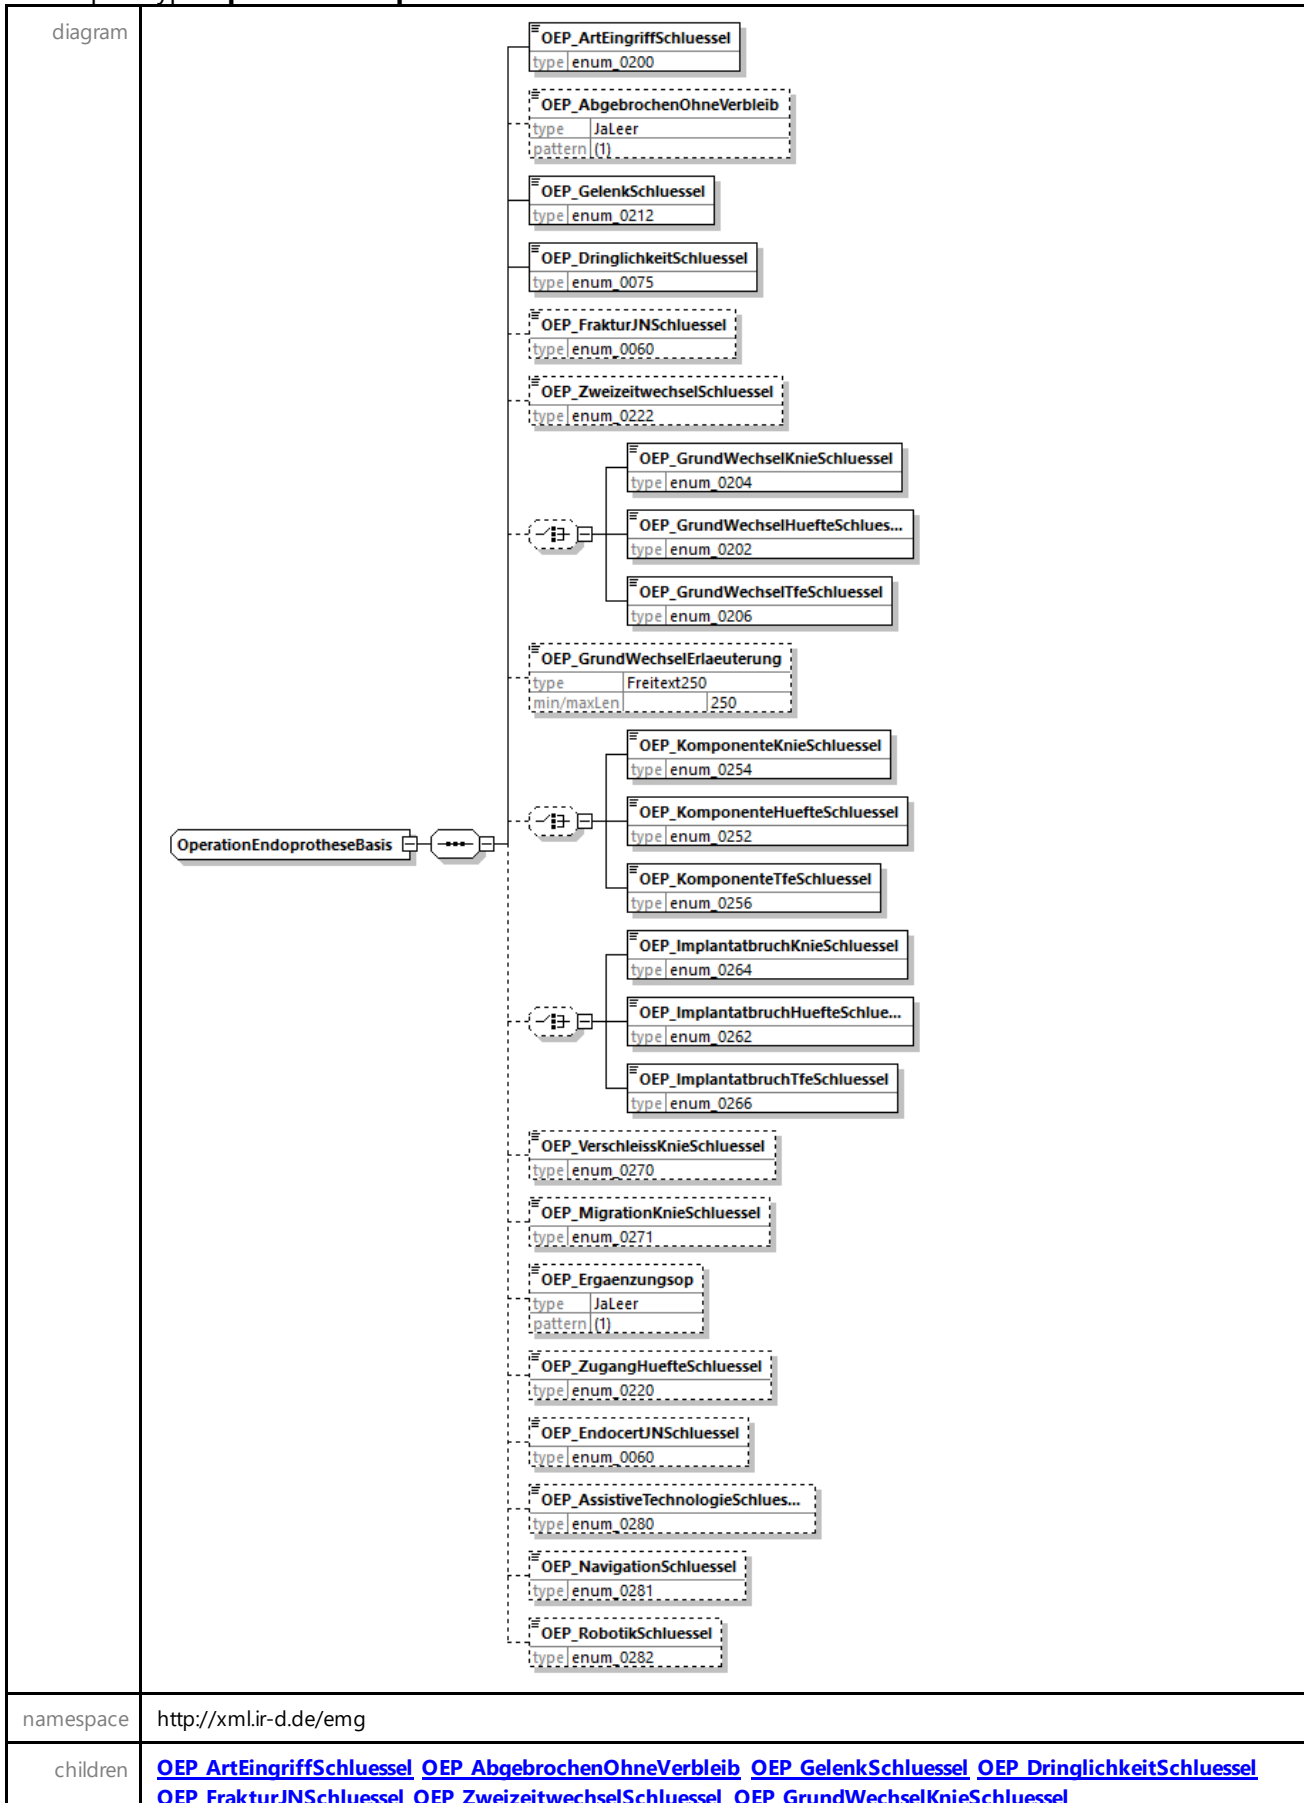 diagram
OEP_ArtEingriffSchluessel
type enum_0200
OEP_AbgebrochenOhneVerbleib
type JaLeer
pattern (1)
OEP_GelenkSchluessel
type enum_0212
OEP_DringlichkeitSchluessel
type enum_0075
OEP_FrakturJNSchluessel
type enum_0060
OEP_ZweizeitwechselSchluessel
type enum_0222
OEP_GrundWechselKnieSchluessel
type enum_0204
OEP_GrundWechselHuefteSchlues...
type enum_0202
OEP_GrundWechselTfeSchluessel
type enum_0206
OEP_GrundWechselErlaeuterung
type Freitext250
min/maxLen 250
OEP_KomponenteKnieSchluessel
type enum_0254
OEP_KomponenteHuefteSchluessel
type enum_0252
OperationEndoprotheseBasis
OEP_KomponenteTfeSchluessel
type enum_0256
OEP_ImplantatbruchKnieSchluessel
type enum_0264
OEP_ImplantatbruchHuefteSchlue...
type enum_0262
OEP_ImplantatbruchTfeSchluessel
type enum_0266
OEP_VerschleissKnieSchluessel
type enum_0270
OEP_MigrationKnieSchluessel
type enum_0271
OEP_Ergaenzungsop
type JaLeer
pattern (1)
OEP_ZugangHuefteSchluessel
type enum_0220
OEP_EndocertJNSchluessel
type enum_0060
OEP_AssistiveTechnologieSchlues...
type enum_0280
OEP_NavigationSchluessel
type enum_0281
OEP_RobotikSchluessel
type enum_0282
namespace http://xml.ir-d.de/emg
children OEP_ArtEingriffSchluessel OEP_AbgebrochenOhneVerbleib OEP_GelenkSchluessel OEP_DringlichkeitSchluessel
OEP_FrakturJNSchluessel OEP_ZweizeitwechselSchluessel OEP_GrundWechselKnieSchluessel